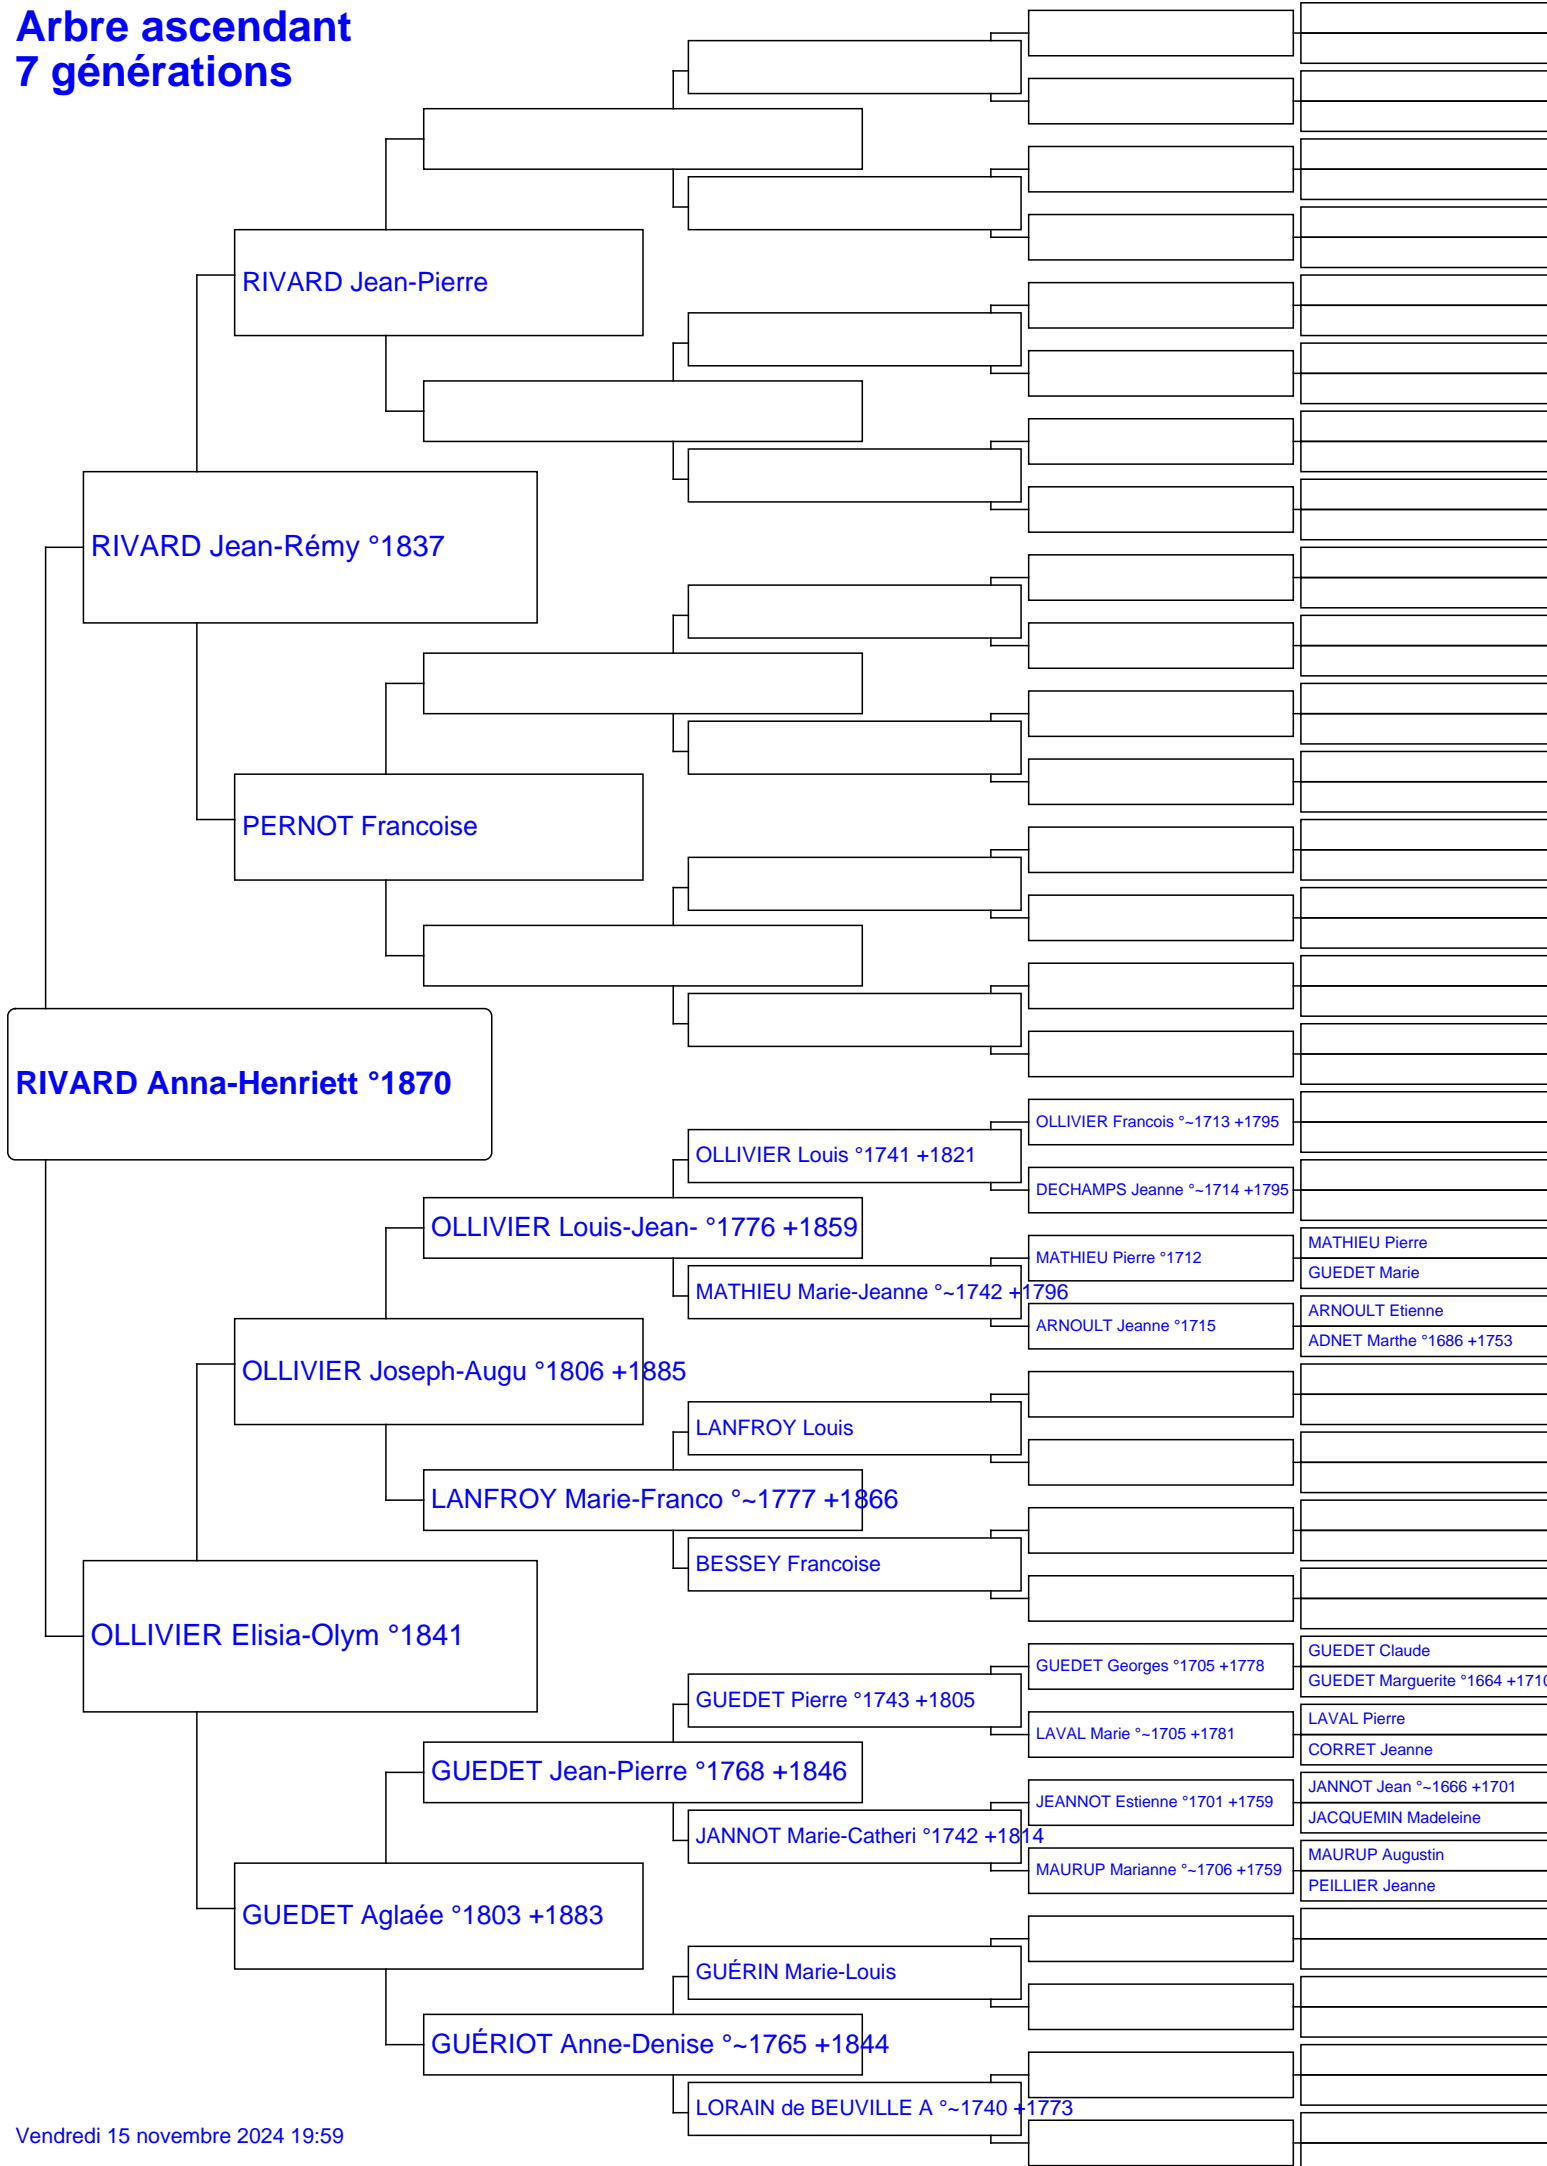 Arbre ascendant
7 générations
RIVARD Jean-Pierre
RIVARD Jean-Rémy °1837
PERNOT Francoise
RIVARD Anna-Henriett °1870
OLLIVIER Francois °~1713 +1795
OLLIVIER Louis °1741 +1821
DECHAMPS Jeanne °~1714 +1795
OLLIVIER Louis-Jean- °1776 +1859
MATHIEU Pierre
MATHIEU Pierre °1712
GUEDET Marie
MATHIEU Marie-Jeanne °~1742 +1796
ARNOULT Etienne
ARNOULT Jeanne °1715
ADNET Marthe °1686 +1753
OLLIVIER Joseph-Augu °1806 +1885
LANFROY Louis
LANFROY Marie-Franco °~1777 +1866
BESSEY Francoise
OLLIVIER Elisia-Olym °1841
GUEDET Claude
GUEDET Georges °1705 +1778
GUEDET Marguerite °1664 +1710
GUEDET Pierre °1743 +1805
LAVAL Pierre
LAVAL Marie °~1705 +1781
CORRET Jeanne
GUEDET Jean-Pierre °1768 +1846
JANNOT Jean °~1666 +1701
JEANNOT Estienne °1701 +1759
JACQUEMIN Madeleine
JANNOT Marie-Catheri °1742 +1814
MAURUP Augustin
MAURUP Marianne °~1706 +1759
PEILLIER Jeanne
GUEDET Aglaée °1803 +1883
GUÉRIN Marie-Louis
GUÉRIOT Anne-Denise °~1765 +1844
LORAIN de BEUVILLE A °~1740 +1773
Vendredi 15 novembre 2024 19:59